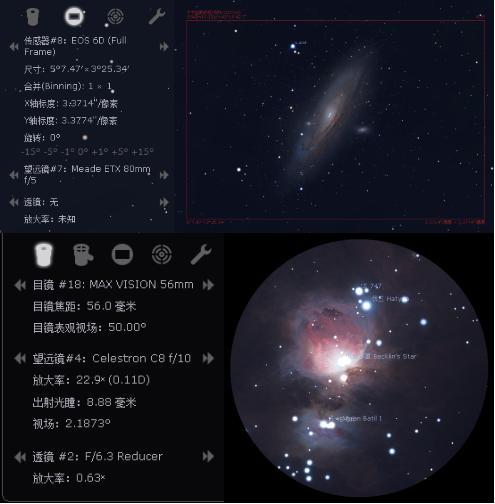 传感器#8: EOS 6D (Full
Frame)
尺寸: 5°7.47'×3°25.34'
合并(Binning): 1 × 1
X轴标度: 3.3714"/像素
Y轴标度: 3.3774"/像素
旋转: 0°
-15° -5° -1° 0° +1° +5° +15°
望远镜#7: Meade ETX 80mm
f/5
透镜: 无
放大率: 未知
目镜 #18: MAX VISION 56mm
目镜焦距: 56.0 毫米
目镜表观视场: 50.00°
望远镜#4: Celestron C8 f/10
放大率: 22.9× (0.11D)
出射光瞳: 8.88 毫米
视场: 2.1873°
透镜 #2: F/6.3 Reducer
放大率: 0.63×
747
Hatysa
Becklin's Star
Batil 1